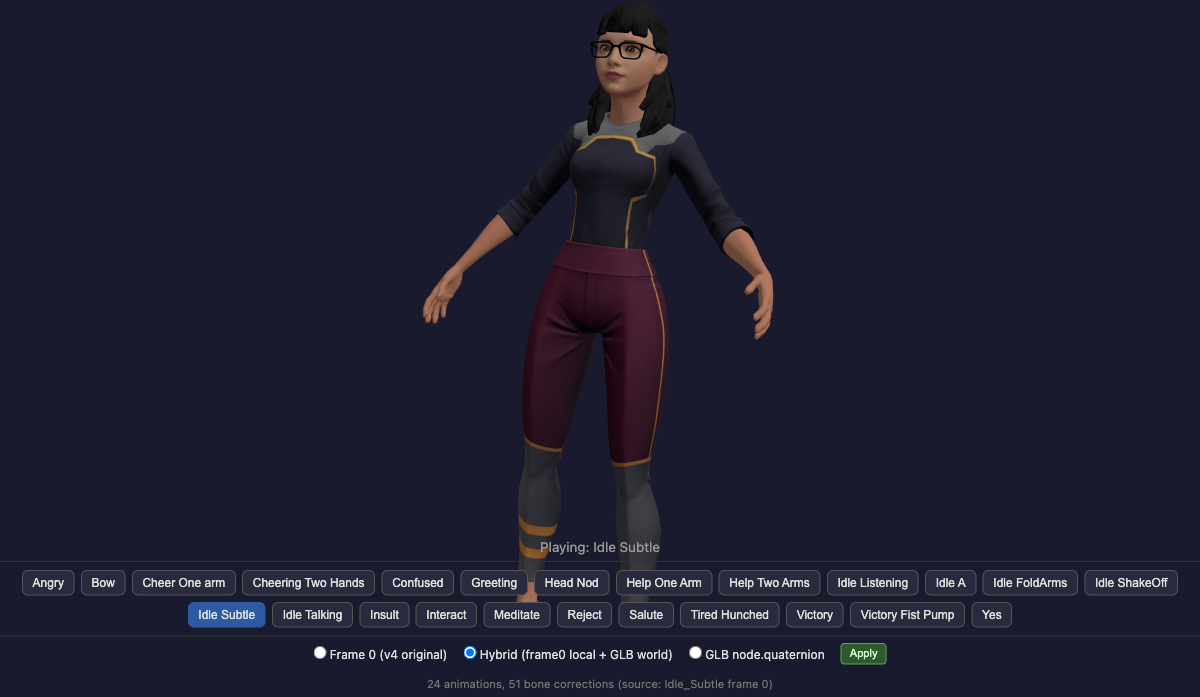 Playing: Idle Subtle
Angry Bow Cheer One arm Cheering Two Hands Confused Greeting Head Nod Help One Arm Help Two Arms Idle Listening Idle A Idle FoldArms Idle ShakeOff
Idle Subtle Idle Talking Insult Interact Meditate Reject Salute Tired Hunched Victory Victory Fist Pump Yes
Frame 0 (v4 original) Hybrid (frame0 local + GLB world) GLB node.quaternion Apply
24 animations, 51 bone corrections (source: Idle_Subtle frame 0)